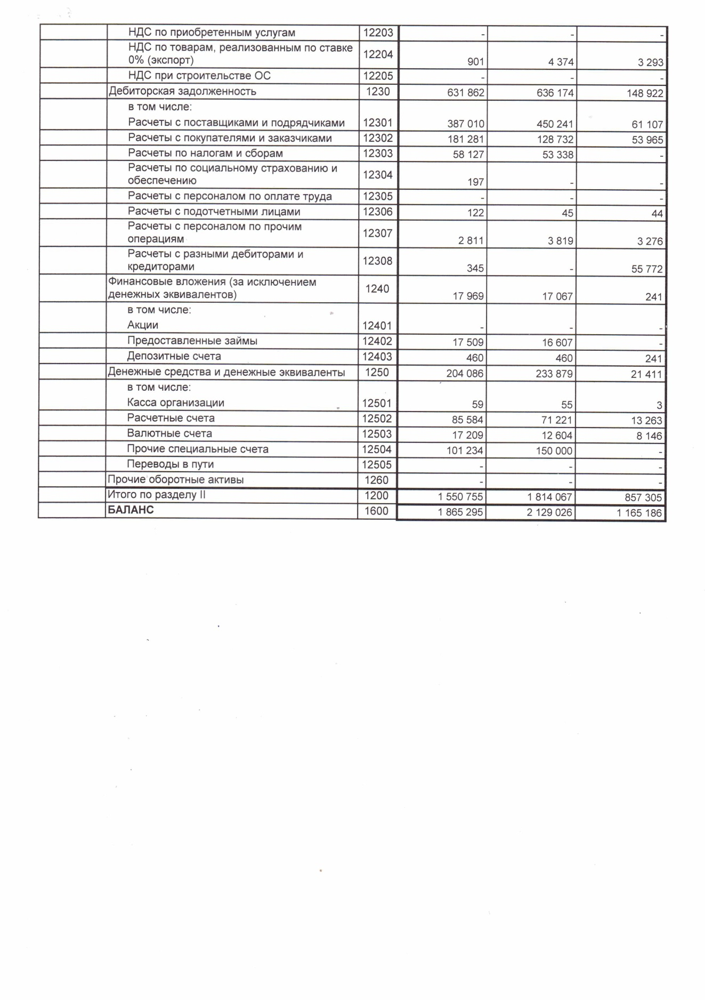 НДС по приобретенным услугам 12203 - - -
НДС по товарам, реализованным по ставке
0% (экспорт) 12204 901 4 374 3 293
НДС при строительстве ОС 12205 - - -
Дебиторская задолженность 1230 631 862 636 174 148 922
в том числе:
Расчеты с поставщиками и подрядчиками 12301 387 010 450 241 61 107
Расчеты с покупателями и заказчиками 12302 181 281 128 732 53 965
Расчеты по налогам и сборам 12303 58 127 53 338 -
Расчеты по социальному страхованию и
обеспечению 12304 197 - -
Расчеты с персоналом по оплате труда 12305 - - -
Расчеты с подотчетными лицами 12306 122 45 44
Расчеты с персоналом по прочим
операциям 12307 2 811 3 819 3 276
Расчеты с разными дебиторами и
кредиторами 12308 345 - 55 772
Финансовые вложения (за исключением
денежных эквивалентов) 1240 17 969 17 067 241
в том числе:
Акции 12401 - - -
Предоставленные займы 12402 17 509 16 607 -
Депозитные счета 12403 460 460 241
Денежные средства и денежные эквиваленты 1250 204 086 233 879 21 411
в том числе:
Касса организации 12501 59 55 3
Расчетные счета 12502 85 584 71 221 13 263
Валютные счета 12503 17 209 12 604 8 146
Прочие специальные счета 12504 101 234 150 000 -
Переводы в пути 12505 - - -
Прочие оборотные активы 1260 - - -
Итого по разделу II 1200 1 550 755 1 814 067 857 305
БАЛАНС 1600 1 865 295 2 129 026 1 165 186